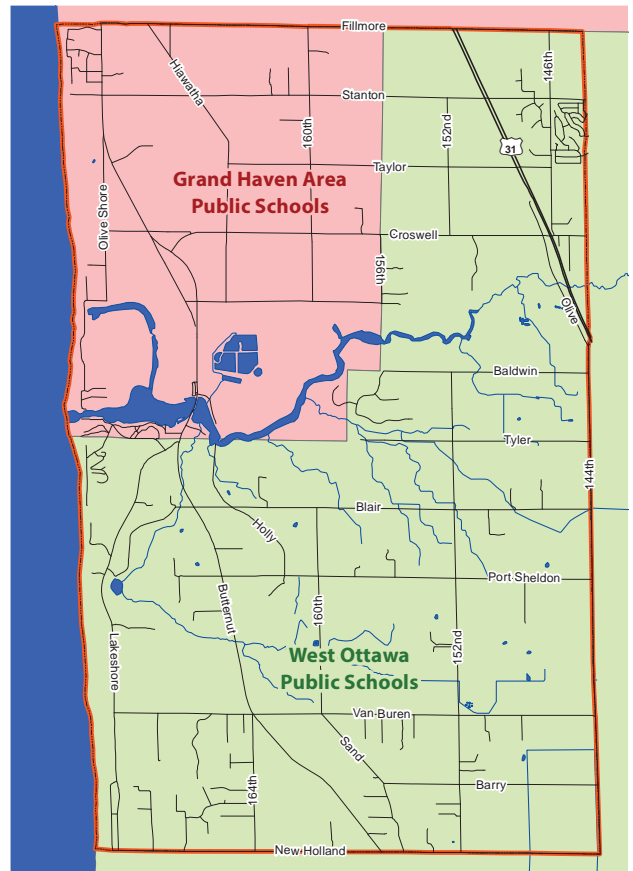 Fillmore
Hiawatha
146th
Stanton
160th
152nd
31
Taylor
Grand Haven Area
Public Schools
Olive Shore
Croswell
156th
Olive
Baldwin
Tyler
144th
Blair
Holly
Port Sheldon
Butternut
160th
152nd
Lakeshore
West Ottawa
Public Schools
Van Buren
Sand
164th
Barry
New Holland